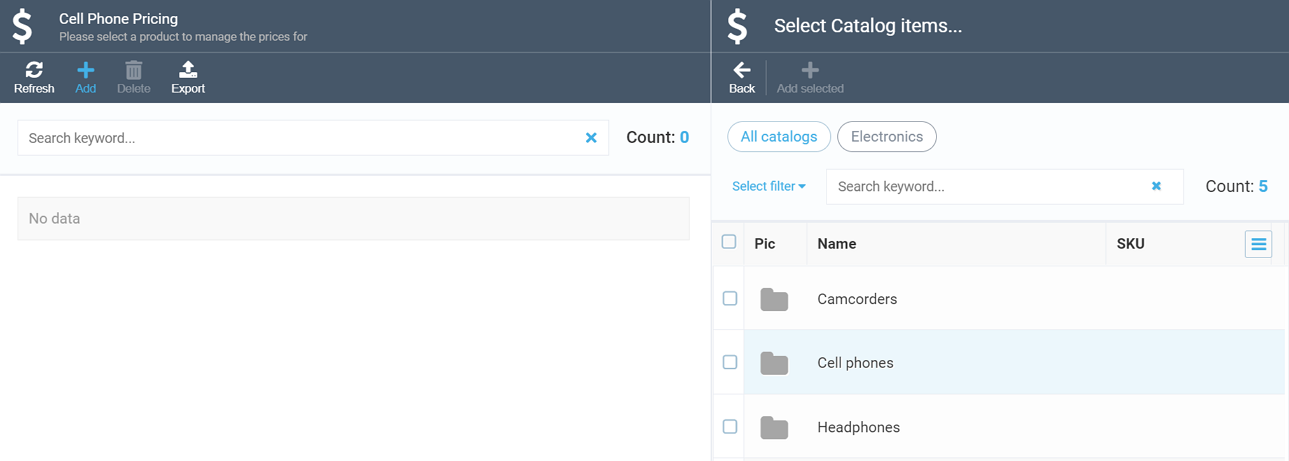 Cell Phone Pricing
Please select a product to manage the prices for
Refresh Add Delete Export
Search keyword... Count: 0
No data
Select Catalog items...
Back Add selected
All catalogs Electronics
Select filter Search keyword... Count: 5
Pic Name SKU
Camcorders
Cell phones
Headphones